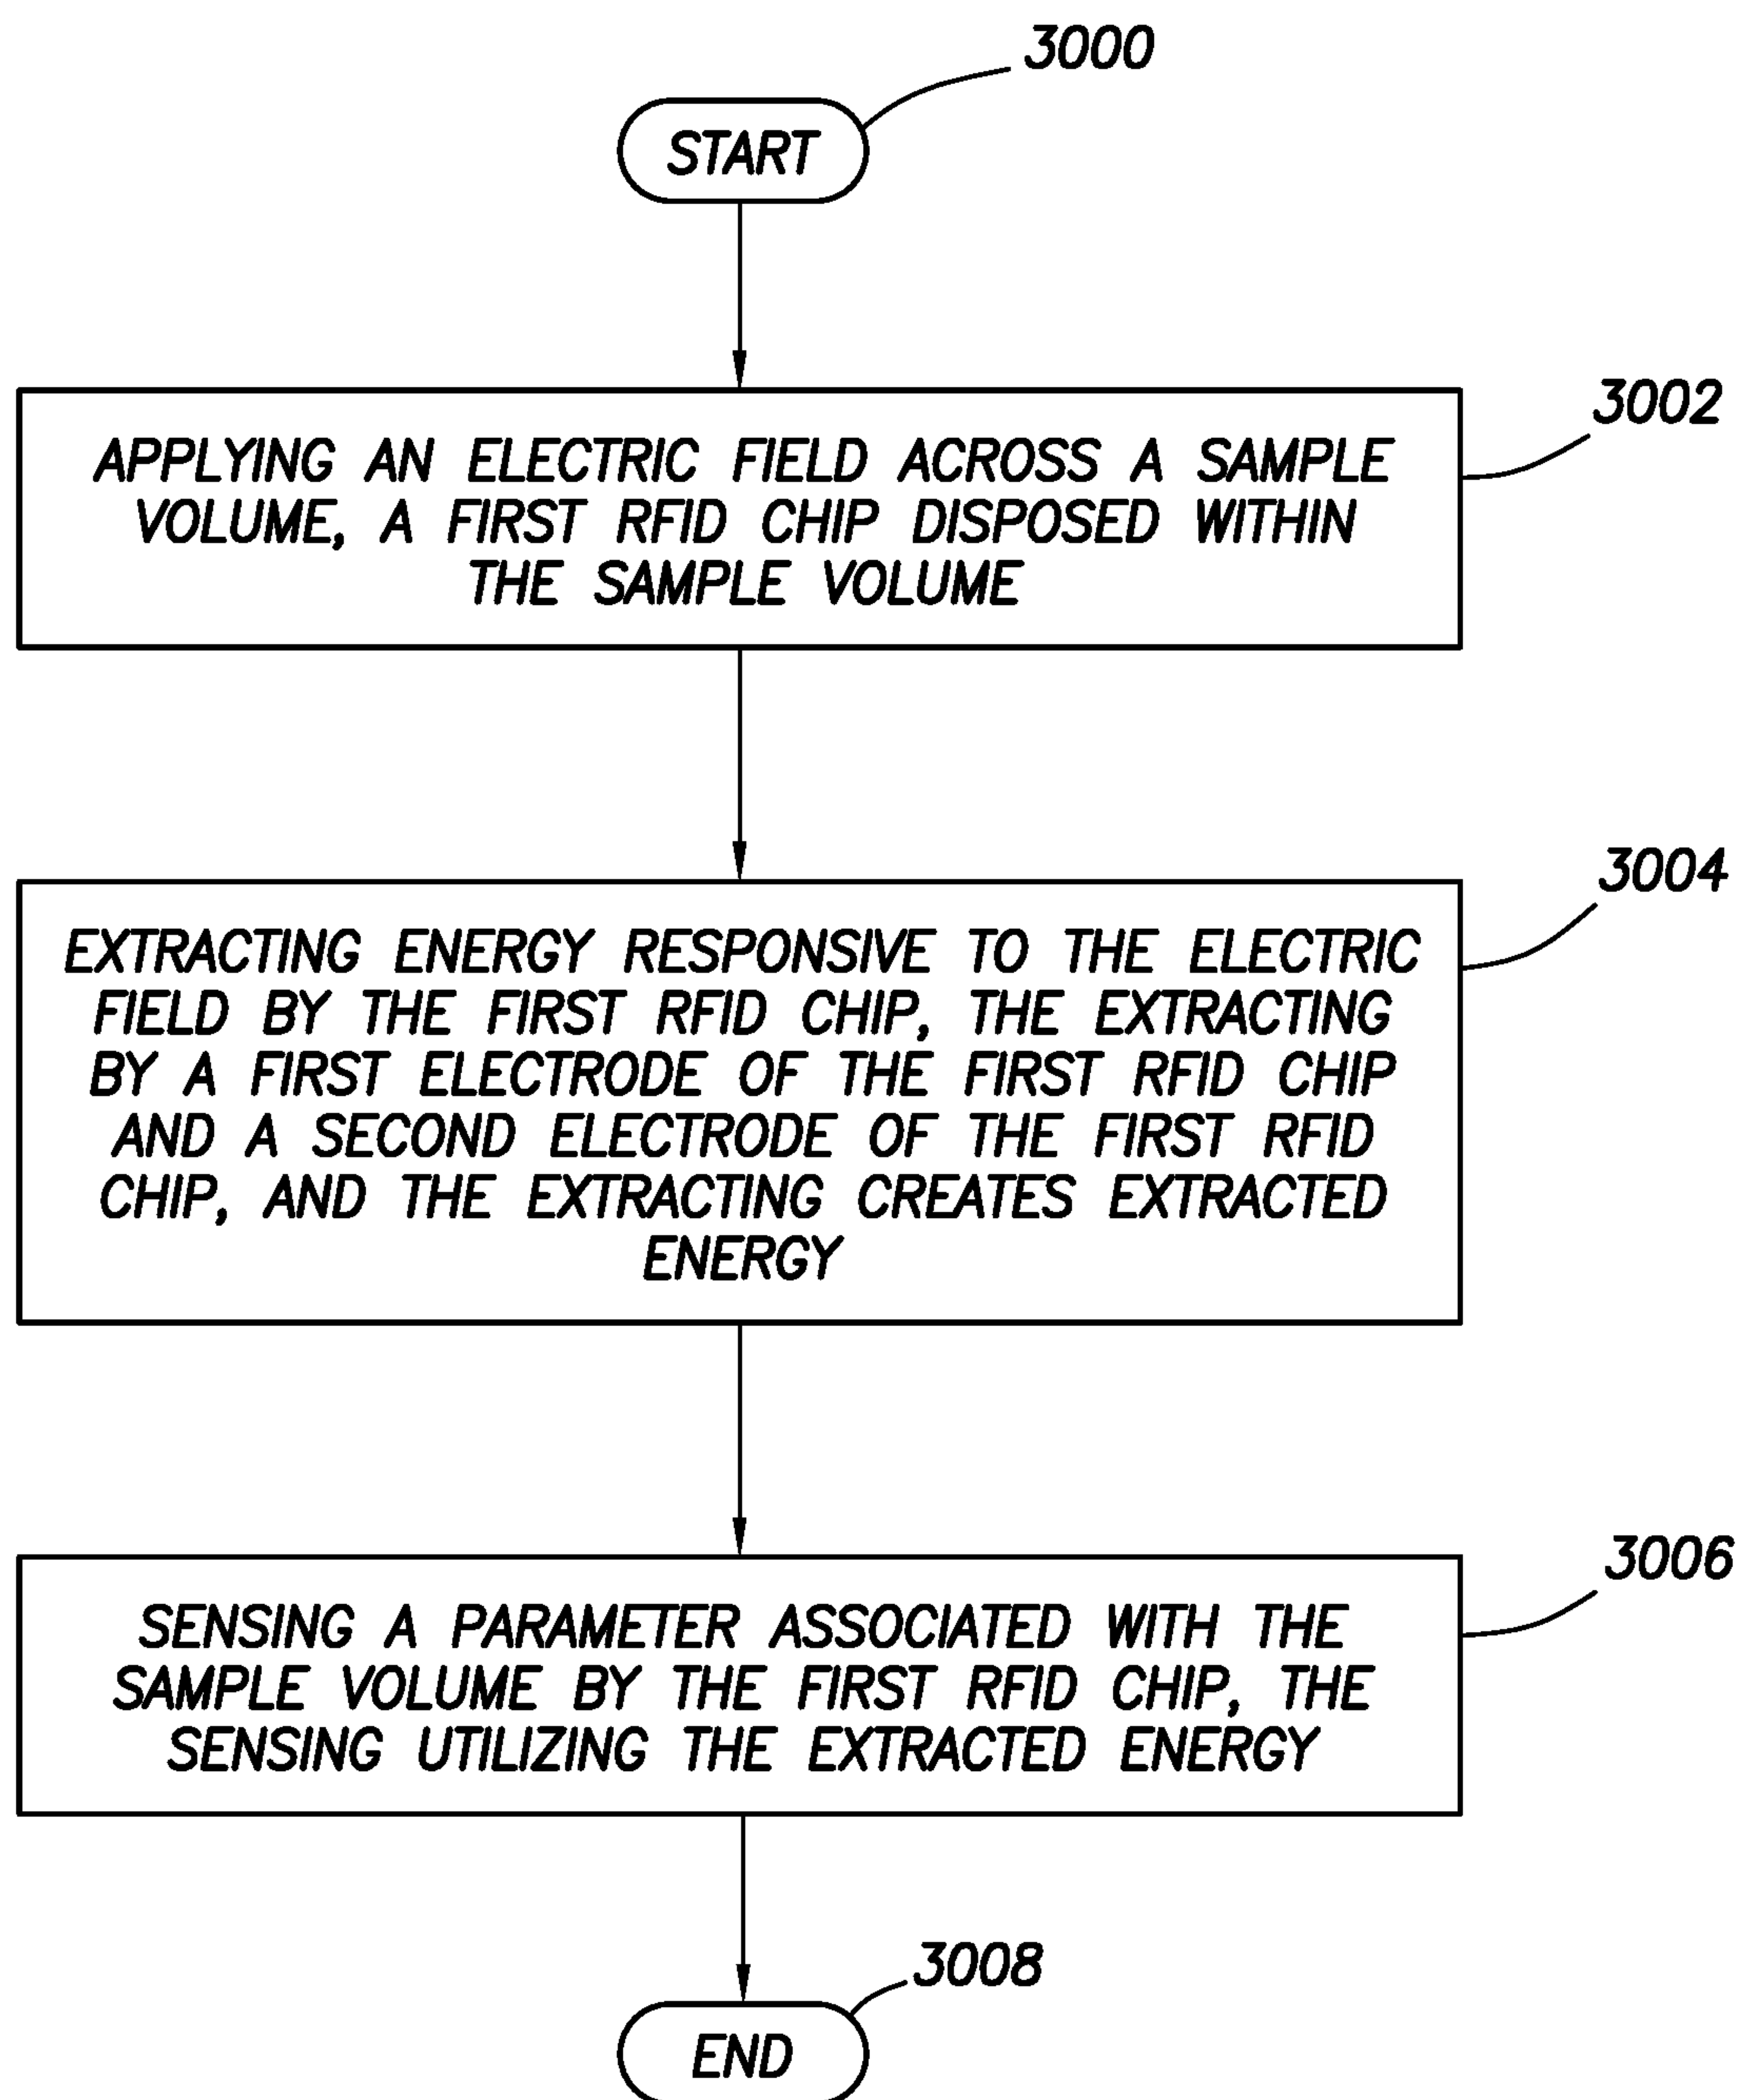 3000
START
3002
APPLYING AN ELECTRIC FIELD ACROSS A SAMPLE
VOLUME, A FIRST RFID CHIP DISPOSED WITHIN
THE SAMPLE VOLUME
3004
EXTRACTING ENERGY RESPONSIVE TO THE ELECTRIC
FIELD BY THE FIRST RFID CHIP, THE EXTRACTING
BY A FIRST ELECTRODE OF THE FIRST RFID CHIP
AND A SECOND ELECTRODE OF THE FIRST RFID
CHIP, AND THE EXTRACTING CREATES EXTRACTED
ENERGY
3006
SENSING A PARAMETER ASSOCIATED WITH THE
SAMPLE VOLUME BY THE FIRST RFID CHIP, THE
SENSING UTILIZING THE EXTRACTED ENERGY
3008
END